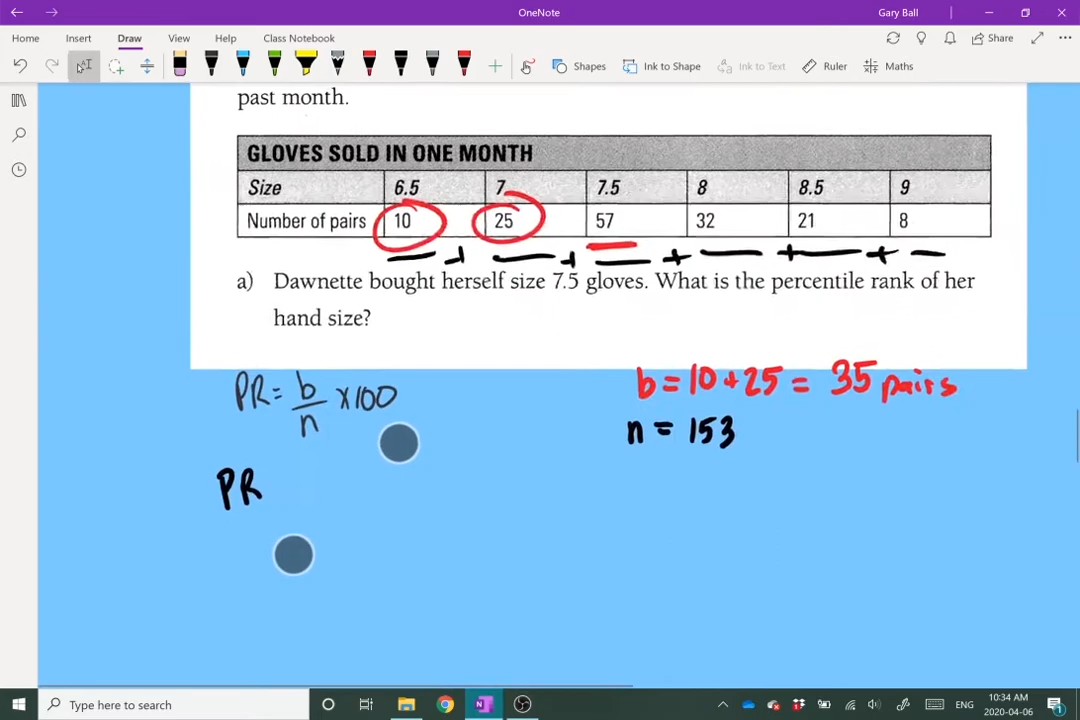 OneNote
Gary Ball
Home Insert Draw View Help Class Notebook Share
Shapes Ink to Shape Ink to Text Ruler Maths
past month.
GLOVES SOLD IN ONE MONTH
Size 6.5 7 7.5 8 8.5 9
Number of pairs 10 25 57 32 21 8
+ + + + +
a) Dawnette bought herself size 7.5 gloves. What is the percentile rank of her
hand size?
PR = b/n × 100
b = 10 + 25 = 35 pairs
n = 153
PR
Type here to search
ENG
10:34 AM
2020-04-06